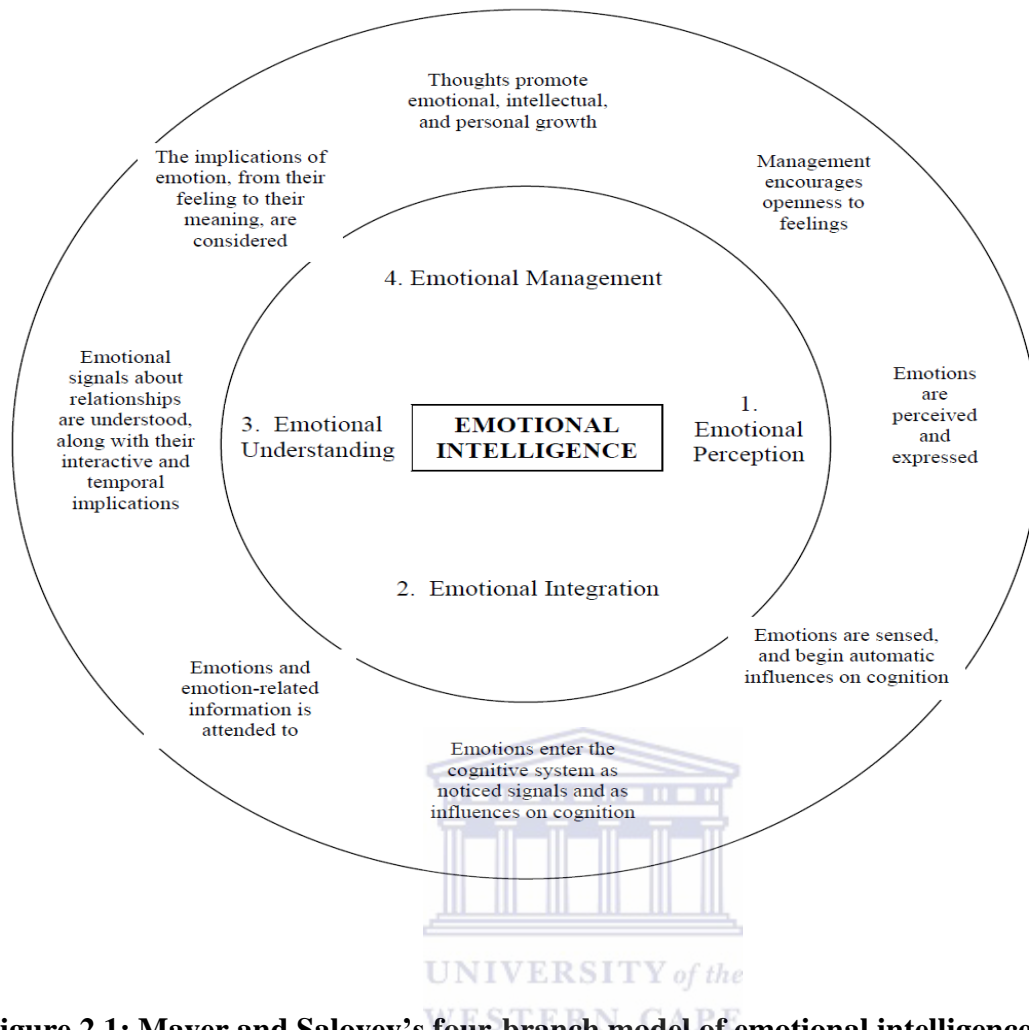 Thoughts promote
emotional, intellectual,
and personal growth
The implications of
emotion, from their
feeling to their
meaning, are
considered
Management
encourages
openness to
feelings
4. Emotional Management
Emotional
signals about
relationships
are understood,
along with their
interactive and
temporal
implications
3. Emotional
Understanding
EMOTIONAL
INTELLIGENCE
1.
Emotional
Perception
Emotions
are
perceived
and
expressed
2. Emotional Integration
Emotions are sensed,
and begin automatic
influences on cognition
Emotions and
emotion-related
information is
attended to
Emotions enter the
cognitive system as
noticed signals and as
influences on cognition
UNIVERSITY of the
WESTERN CAPE
igure 2.1: Mayer and Salovey's four-branch model of emotional intelligence